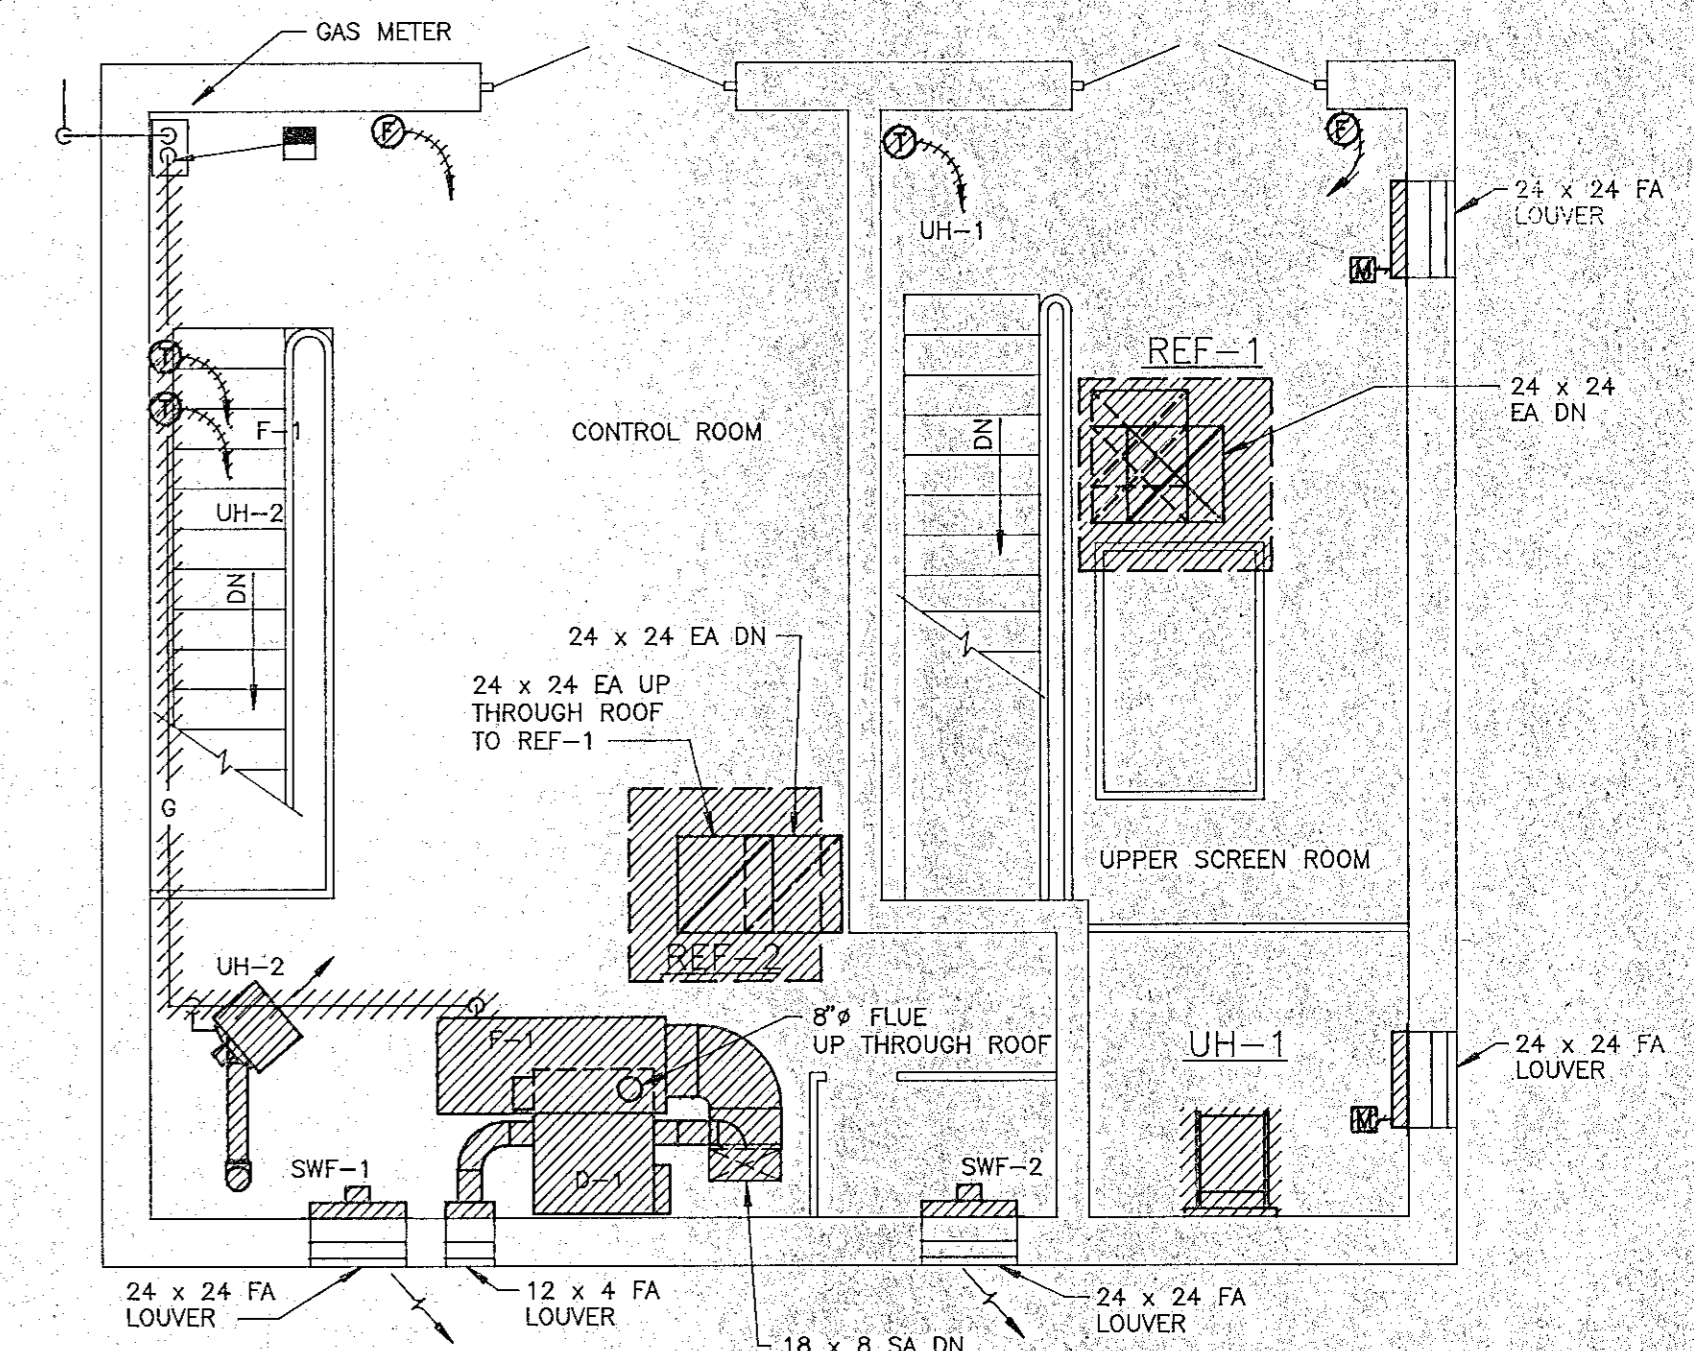 GAS METER
F
T
F
24 x 24 FA
LOUVER
UH-1
M
REF-1
T
24 x 24
EA DN
T
F-1
CONTROL ROOM
DN
UH-2
DN
24 x 24 EA DN
24 x 24 EA UP
THROUGH ROOF
TO REF-1
G
UPPER SCREEN ROOM
REF-2
UH-2
8"ø FLUE
UP THROUGH ROOF
F-1
UH-1
24 x 24 FA
LOUVER
M
SWF-1
D-1
SWF-2
24 x 24 FA
LOUVER
12 x 4 FA
LOUVER
24 x 24 FA
LOUVER
18 x 8 SA DN